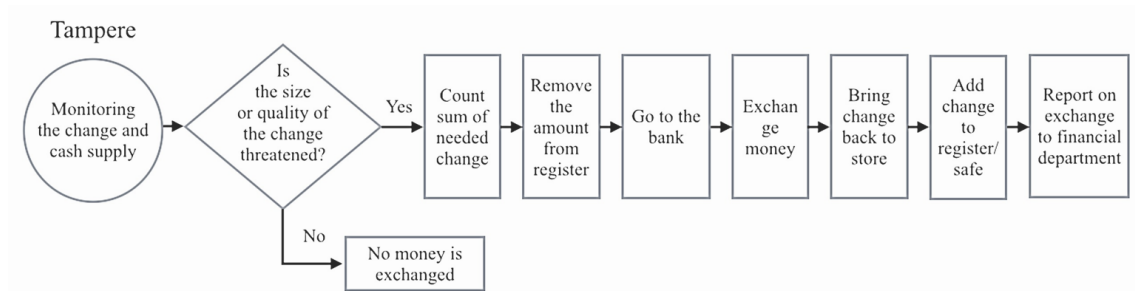 Tampere
Monitoring
the change and
cash supply
Is
the size
or quality of
the change
threatened?
Yes
Count
sum of
needed
change
Remove
the
amount
from
register
Go to the
bank
Exchan
ge
money
Bring
change
back to
store
Add
change
to
register/
safe
Report on
exchange
to financial
department
No
No money is
exchanged